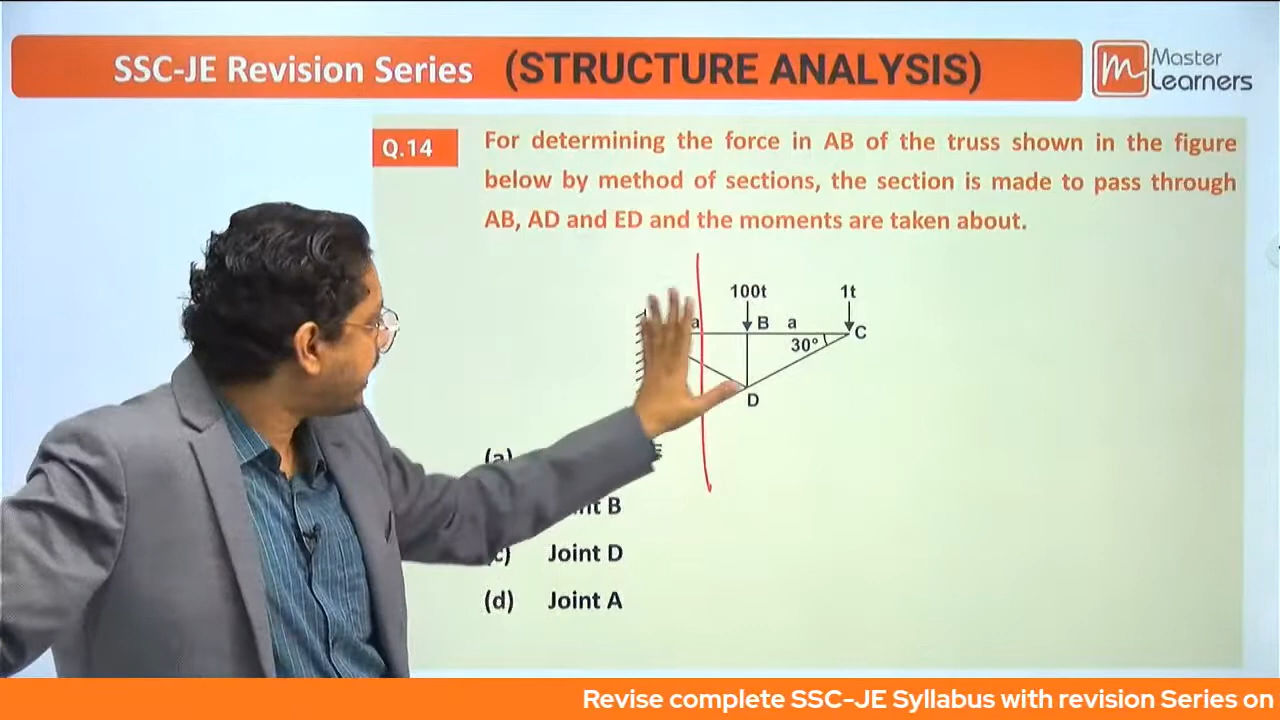 SSC-JE Revision Series (STRUCTURE ANALYSIS)
Master
Learners
Q.14
For determining the force in AB of the truss shown in the figure
below by method of sections, the section is made to pass through
AB, AD and ED and the moments are taken about.
100t 1t
a B a
30° C
D
(a)
B
(c) Joint D
(d) Joint A
Revise complete SSC-JE Syllabus with revision Series on